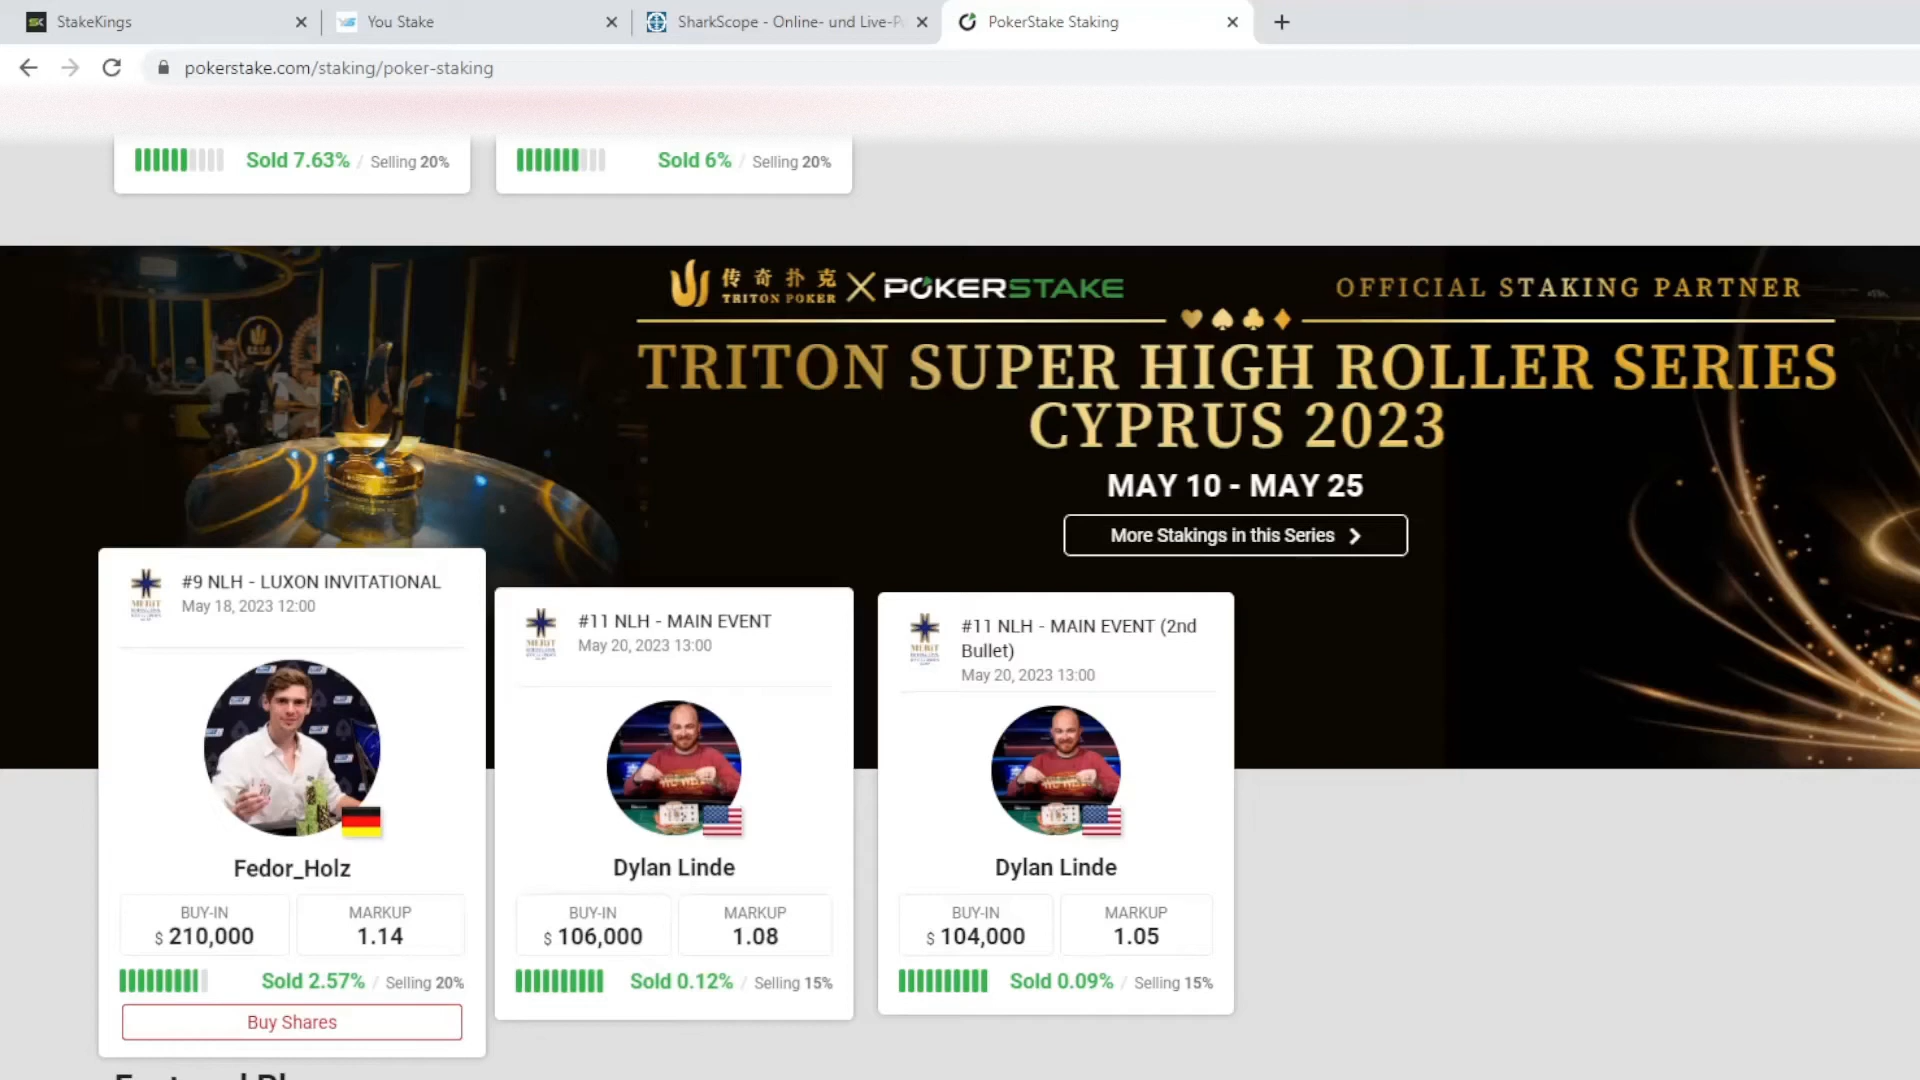 StakeKings
You Stake
SharkScope - Online- und Live-P
PokerStake Staking
pokerstake.com/staking/poker-staking
Sold 7.63% / Selling 20%
Sold 6% / Selling 20%
传奇扑克
TRITON POKER
POKERSTAKE
OFFICIAL STAKING PARTNER
TRITON SUPER HIGH ROLLER SERIES
CYPRUS 2023
MAY 10 - MAY 25
More Stakings in this Series
#9 NLH - LUXON INVITATIONAL
May 18, 2023 12:00
MERIT
Fedor_Holz
BUY-IN
$ 210,000
MARKUP
1.14
Sold 2.57% / Selling 20%
Buy Shares
#11 NLH - MAIN EVENT
May 20, 2023 13:00
MERIT
Dylan Linde
BUY-IN
$ 106,000
MARKUP
1.08
Sold 0.12% / Selling 15%
#11 NLH - MAIN EVENT (2nd
Bullet)
May 20, 2023 13:00
MERIT
Dylan Linde
BUY-IN
$ 104,000
MARKUP
1.05
Sold 0.09% / Selling 15%